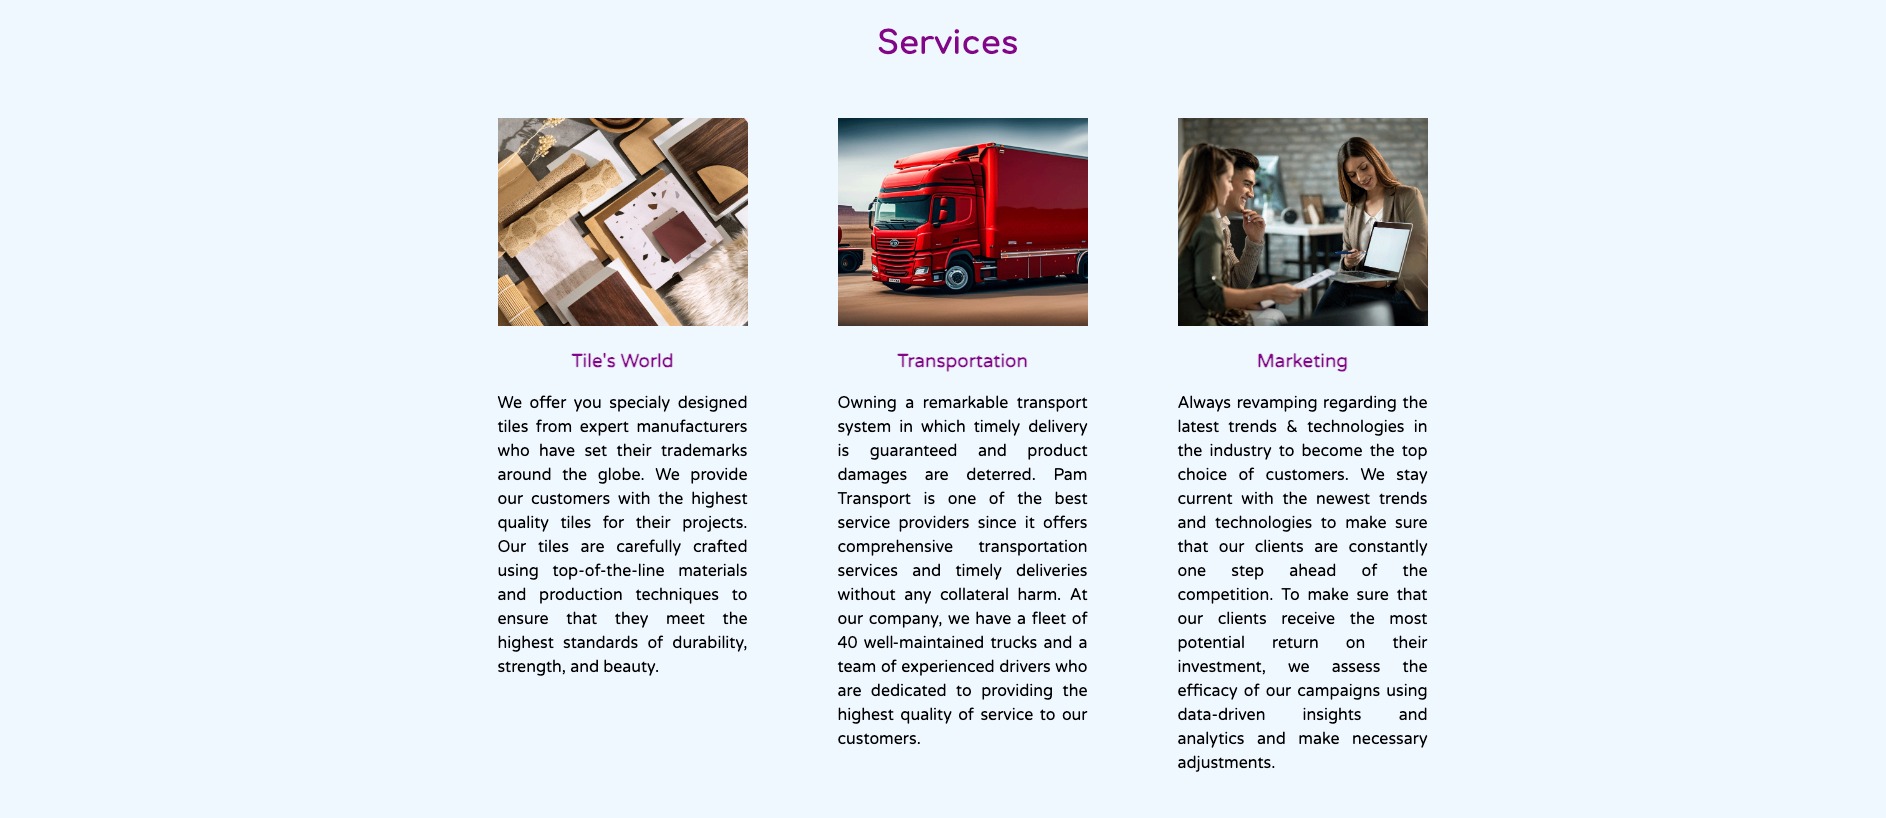 Services
Tile's World
We offer you specialy designed
tiles from expert manufacturers
who have set their trademarks
around the globe. We provide
our customers with the highest
quality tiles for their projects.
Our tiles are carefully crafted
using top-of-the-line materials
and production techniques to
ensure that they meet the
highest standards of durability,
strength, and beauty.
Transportation
Owning a remarkable transport
system in which timely delivery
is guaranteed and product
damages are deterred. Pam
Transport is one of the best
service providers since it offers
comprehensive transportation
services and timely deliveries
without any collateral harm. At
our company, we have a fleet of
40 well-maintained trucks and a
team of experienced drivers who
are dedicated to providing the
highest quality of service to our
customers.
Marketing
Always revamping regarding the
latest trends & technologies in
the industry to become the top
choice of customers. We stay
current with the newest trends
and technologies to make sure
that our clients are constantly
one step ahead of the
competition. To make sure that
our clients receive the most
potential return on their
investment, we assess the
efficacy of our campaigns using
data-driven insights and
analytics and make necessary
adjustments.